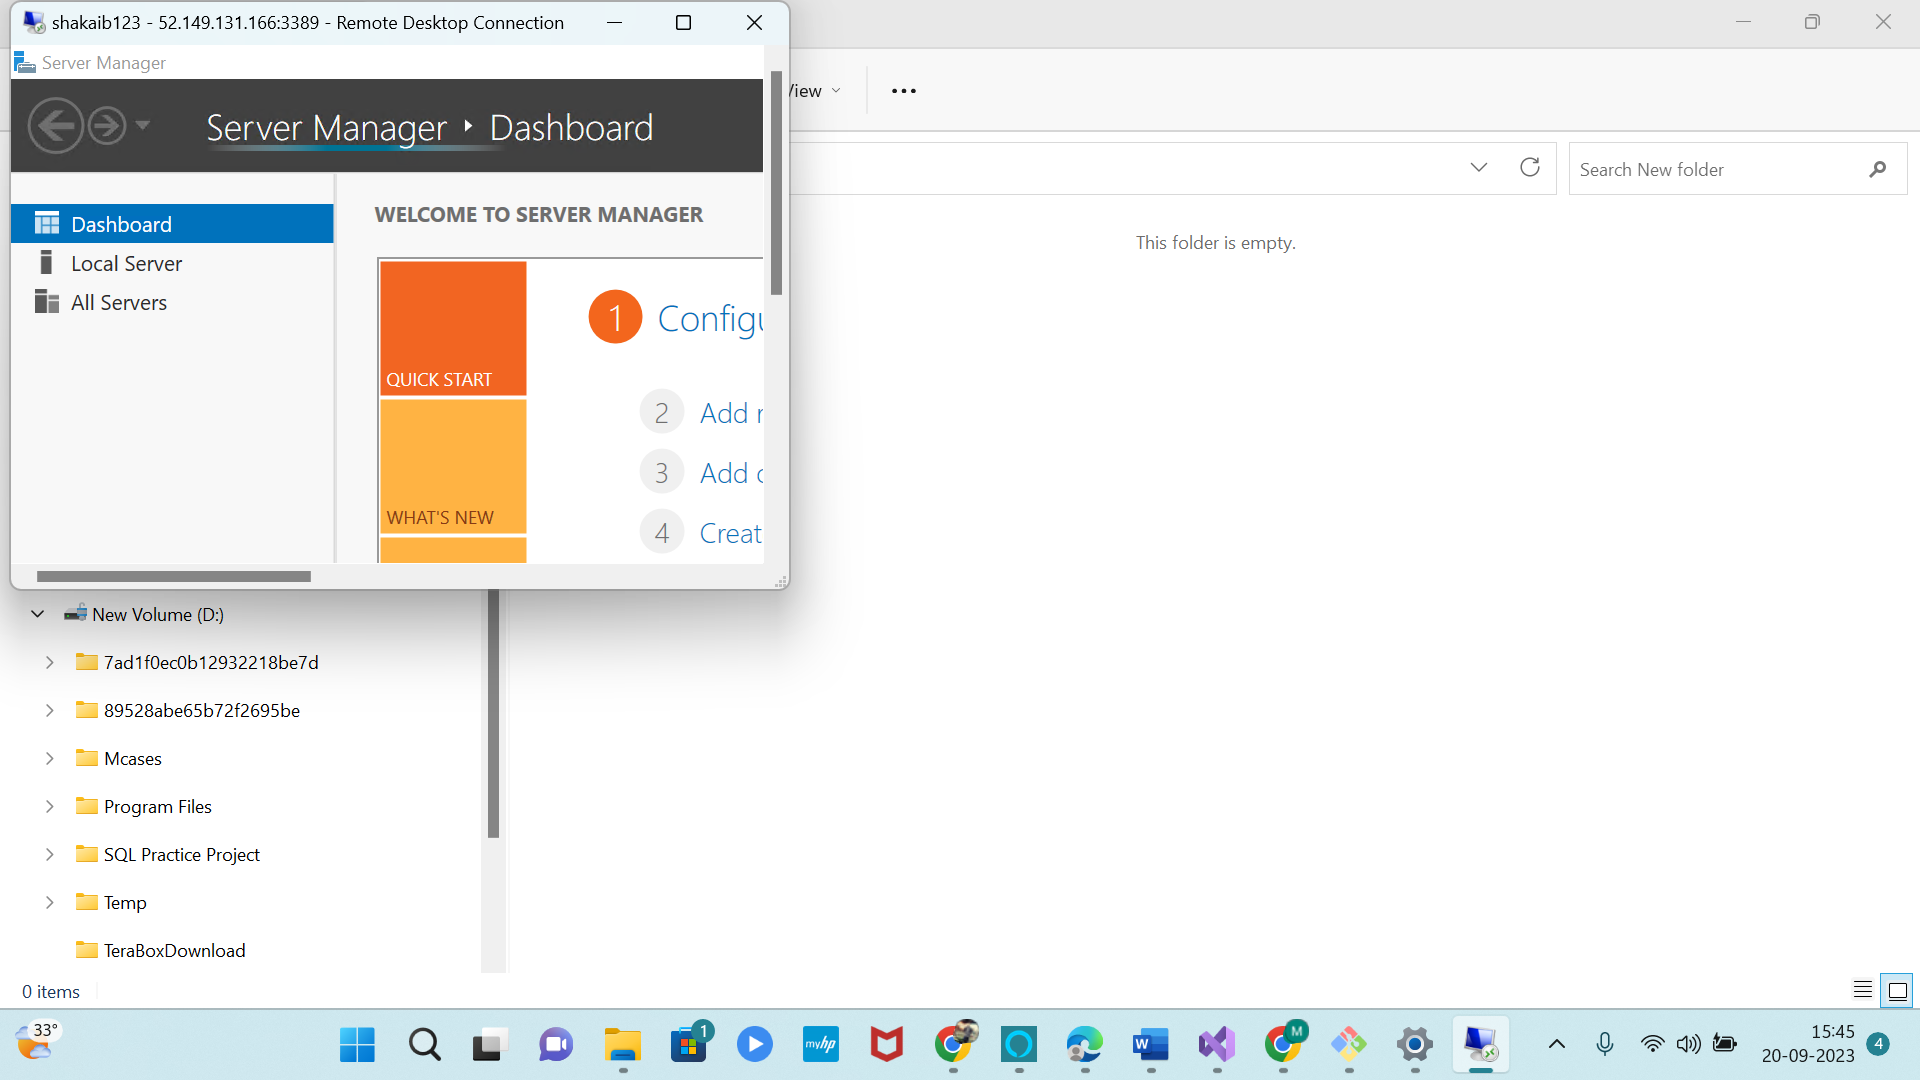 shakaib123 - 52.149.131.166:3389 - Remote Desktop Connection
Server Manager
Server Manager Dashboard
View
Search New folder
Dashboard
Local Server
All Servers
WELCOME TO SERVER MANAGER
This folder is empty.
QUICK START
WHAT'S NEW
1 Configu
2 Add r
3 Add
4 Creat
New Volume (D:)
7ad1f0ec0b12932218be7d
89528abe65b72f2695be
Mcases
Program Files
SQL Practice Project
Temp
TeraBoxDownload
0 items
33°
1
myhp
W
M
15:45
20-09-2023
4